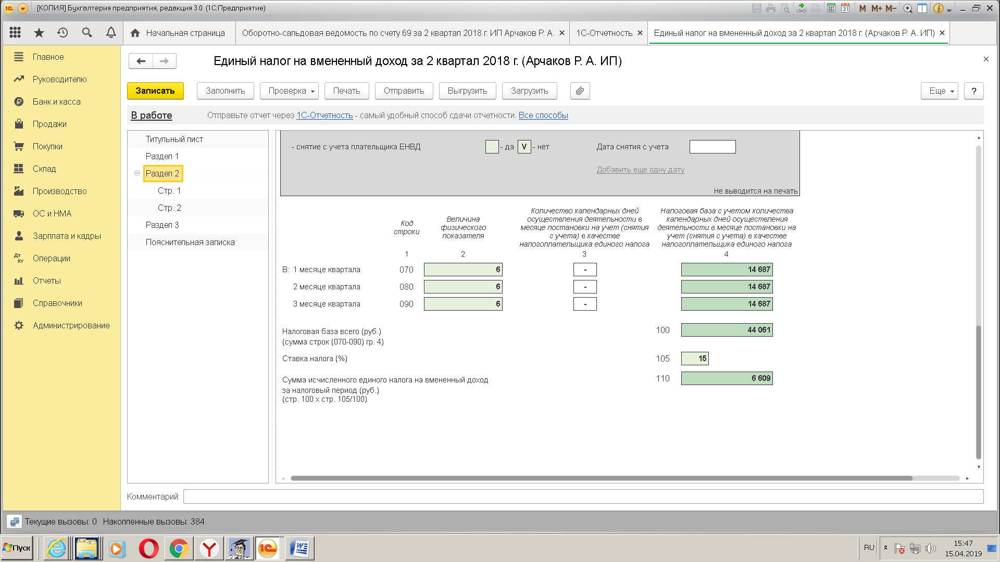 [КОПИЯ] Бухгалтерия предприятия, редакция 3.0 (1С:Предприятие)
31 M M+ M−
Начальная страница
Оборотно-сальдовая ведомость по счету 69 за 2 квартал 2018 г. ИП Арчаков Р. А.
1С-Отчетность
Единый налог на вмененный доход за 2 квартал 2018 г. (Арчаков Р. А. ИП)
Главное
Руководителю
Банк и касса
Продажи
Покупки
Склад
Производство
ОС и НМА
Зарплата и кадры
Дт Кт
Операции
Отчеты
Справочники
Администрирование
Единый налог на вмененный доход за 2 квартал 2018 г. (Арчаков Р. А. ИП)
Записать Заполнить Проверка Печать Отправить Выгрузить Загрузить Еще ?
В работе Отправьте отчет через 1С-Отчетность - самый удобный способ сдачи отчетности. Все способы
Титульный лист
Раздел 1
Раздел 2
Стр. 1
Стр. 2
Раздел 3
Пояснительная записка
- снятие с учета плательщика ЕНВД - да V - нет Дата снятия с учета
Добавить еще одну дату
Не выводится на печать
Код
строки
Величина
физического
показателя
Количество календарных дней
осуществления деятельности в
месяце постановки на учет (снятия
с учета) в качестве
налогоплательщика единого налога
Налоговая база с учетом количества
календарных дней осуществления
деятельности в месяце постановки на
учет (снятия с учета) в качестве
налогоплательщика единого налога
1 2 3 4
В: 1 месяце квартала 070 6 - 14 687
2 месяце квартала 080 6 - 14 687
3 месяце квартала 090 6 - 14 687
Налоговая база всего (руб.) 100 44 061
(сумма строк (070-090) гр. 4)
Ставка налога (%) 105 15
Сумма исчисленного единого налога на вмененный доход 110 6 609
за налоговый период (руб.)
(стр. 100 х стр. 105/100)
Комментарий:
Текущие вызовы: 0 Накопленные вызовы: 384
Пуск
RU
15:47
15.04.2019